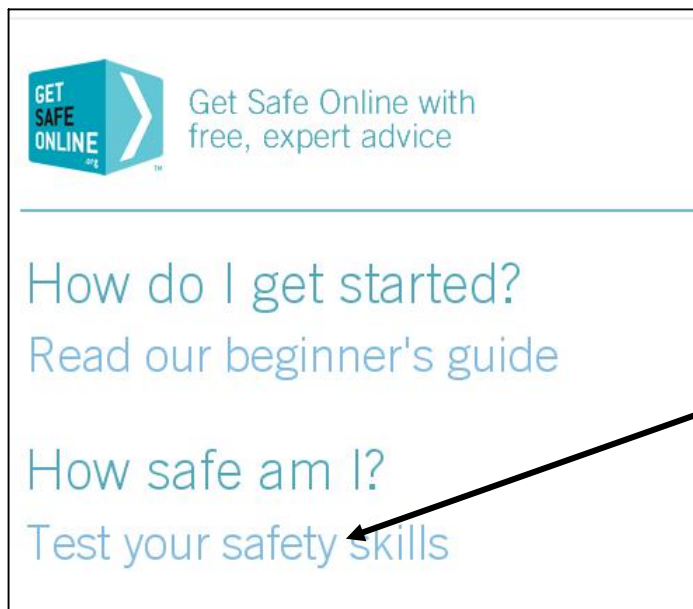 GET
SAFE
ONLINE
.org
TM
Get Safe Online with
free, expert advice
How do I get started?
Read our beginner's guide
How safe am I?
Test your safety skills